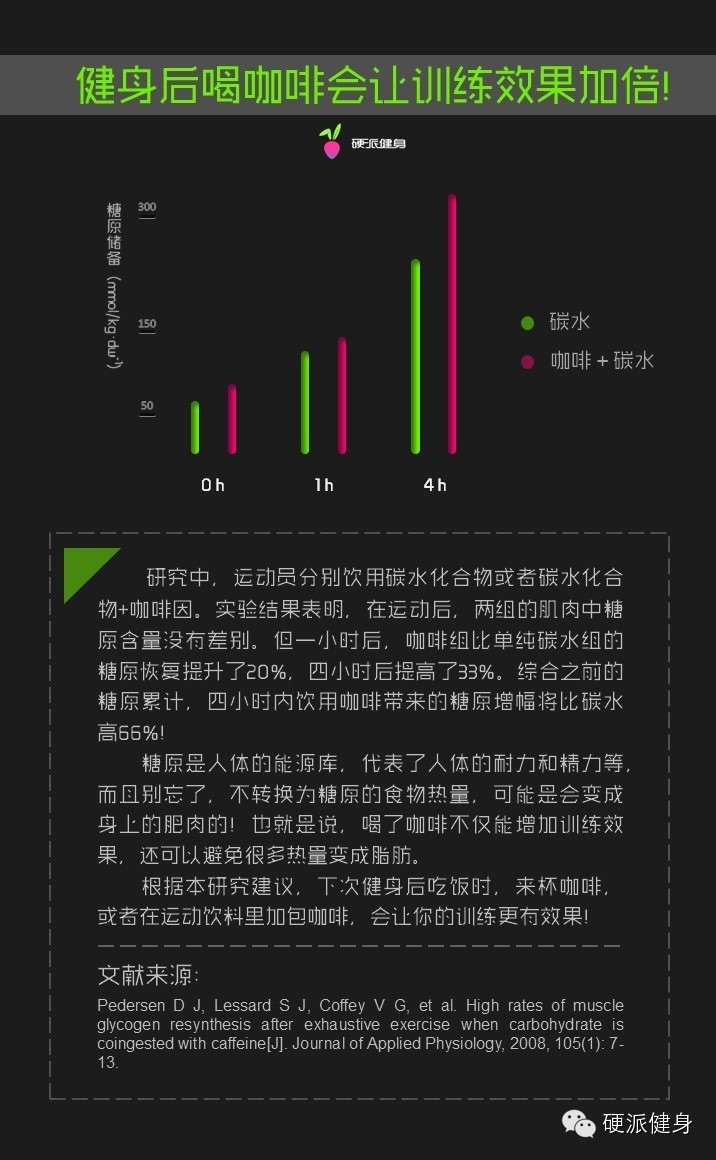 健身后喝咖啡会让训练效果加倍!
硬派健身
糖原储备（mmol/kg·dw⁻¹）
300
150
50
碳水
咖啡+碳水
0h
1h
4h
研究中，运动员分别饮用碳水化合物或者碳水化合
物+咖啡因。实验结果表明，在运动后，两组的肌肉中糖
原含量没有差别。但一小时后，咖啡组比单纯碳水组的
糖原恢复提升了20%，四小时后提高了33%。综合之前的
糖原累计，四小时内饮用咖啡带来的糖原增幅将比碳水
高66%!
糖原是人体的能源库，代表了人体的耐力和精力等，
而且别忘了，不转换为糖原的食物热量，可能是会变成
身上的肥肉的! 也就是说，喝了咖啡不仅能增加训练效
果，还可以避免很多热量变成脂肪。
根据本研究建议，下次健身后吃饭时，来杯咖啡，
或者在运动饮料里加包咖啡，会让你的训练更有效果!
文献来源:
Pedersen D J, Lessard S J, Coffey V G, et al. High rates of muscle
glycogen resynthesis after exhaustive exercise when carbohydrate is
coingested with caffeine[J]. Journal of Applied Physiology, 2008, 105(1): 7-
13.
硬派健身